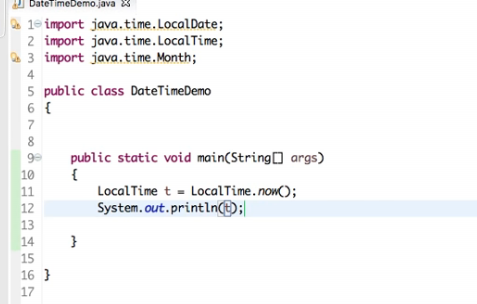 DateTimeDemo.java
1 import java.time.LocalDate;
2 import java.time.LocalTime;
3 import java.time.Month;
4
5 public class DateTimeDemo
6 {
7
8
9 public static void main(String[] args)
10 {
11 LocalTime t = LocalTime.now();
12 System.out.println(t);
13
14 }
15
16 }
17